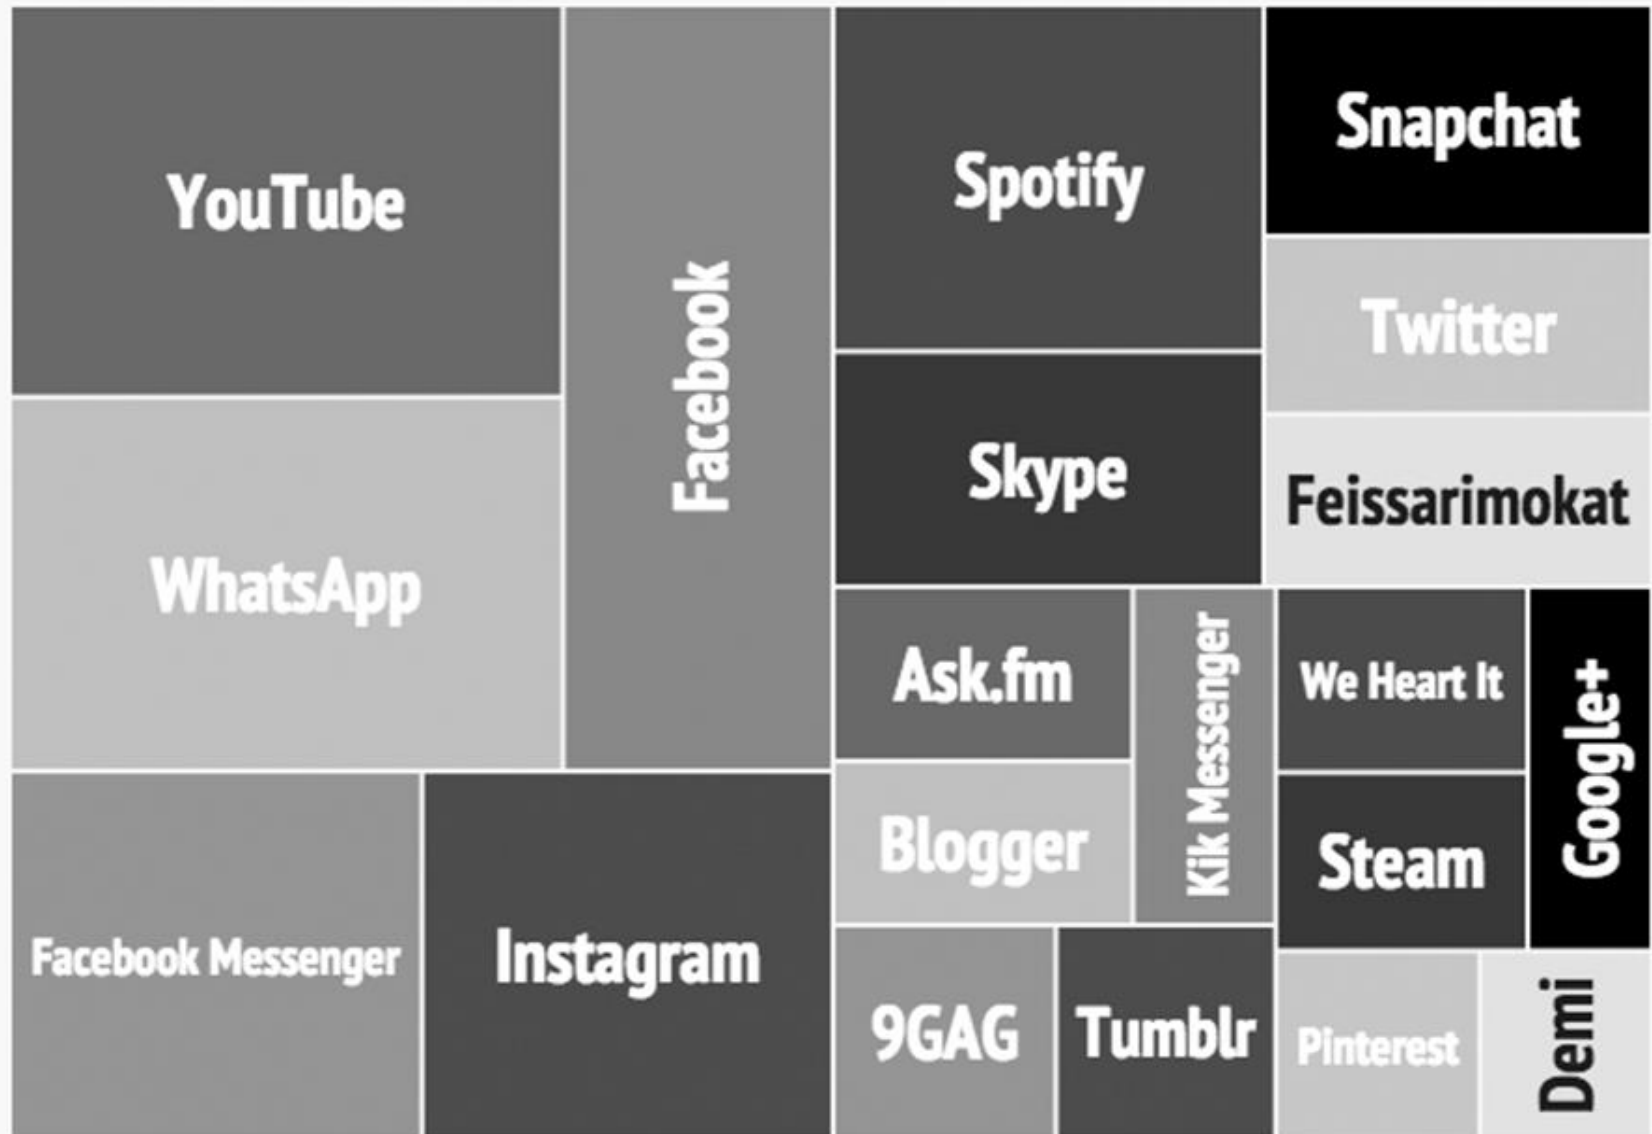 YouTube
WhatsApp
Facebook
Facebook Messenger
Instagram
Spotify
Skype
Snapchat
Twitter
Feissarimokat
Ask.fm
Blogger
Kik Messenger
9GAG
Tumblr
We Heart It
Steam
Google+
Pinterest
Demi